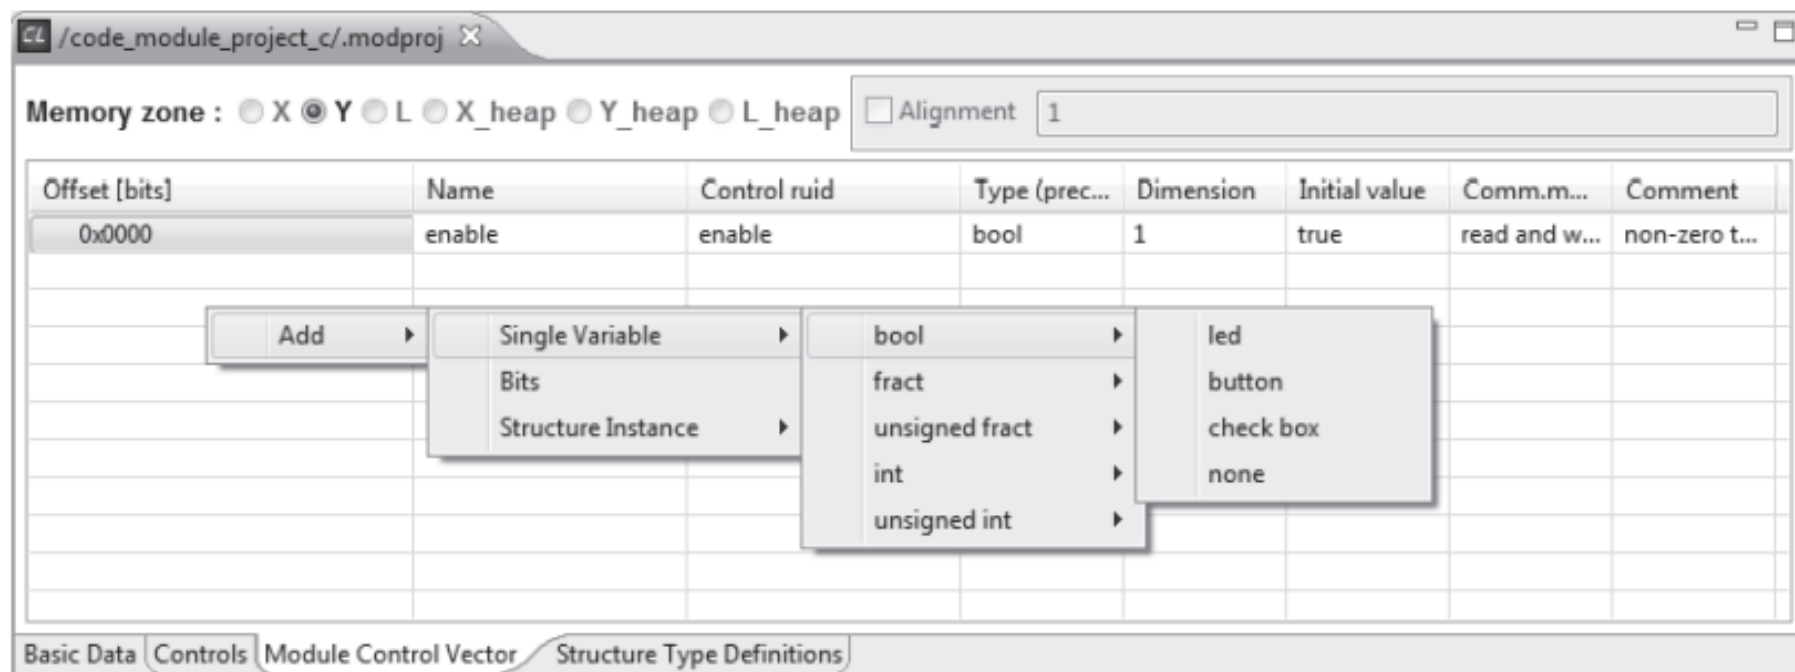 CL /code_module_project_c/.modproj
Memory zone : X Y L X_heap Y_heap L_heap Alignment 1
Offset [bits] Name Control ruid Type (prec... Dimension Initial value Comm.m... Comment
0x0000 enable enable bool 1 true read and w... non-zero t...
Add Single Variable bool led
Bits fract button
Structure Instance unsigned fract check box
int none
unsigned int
Basic Data Controls Module Control Vector Structure Type Definitions